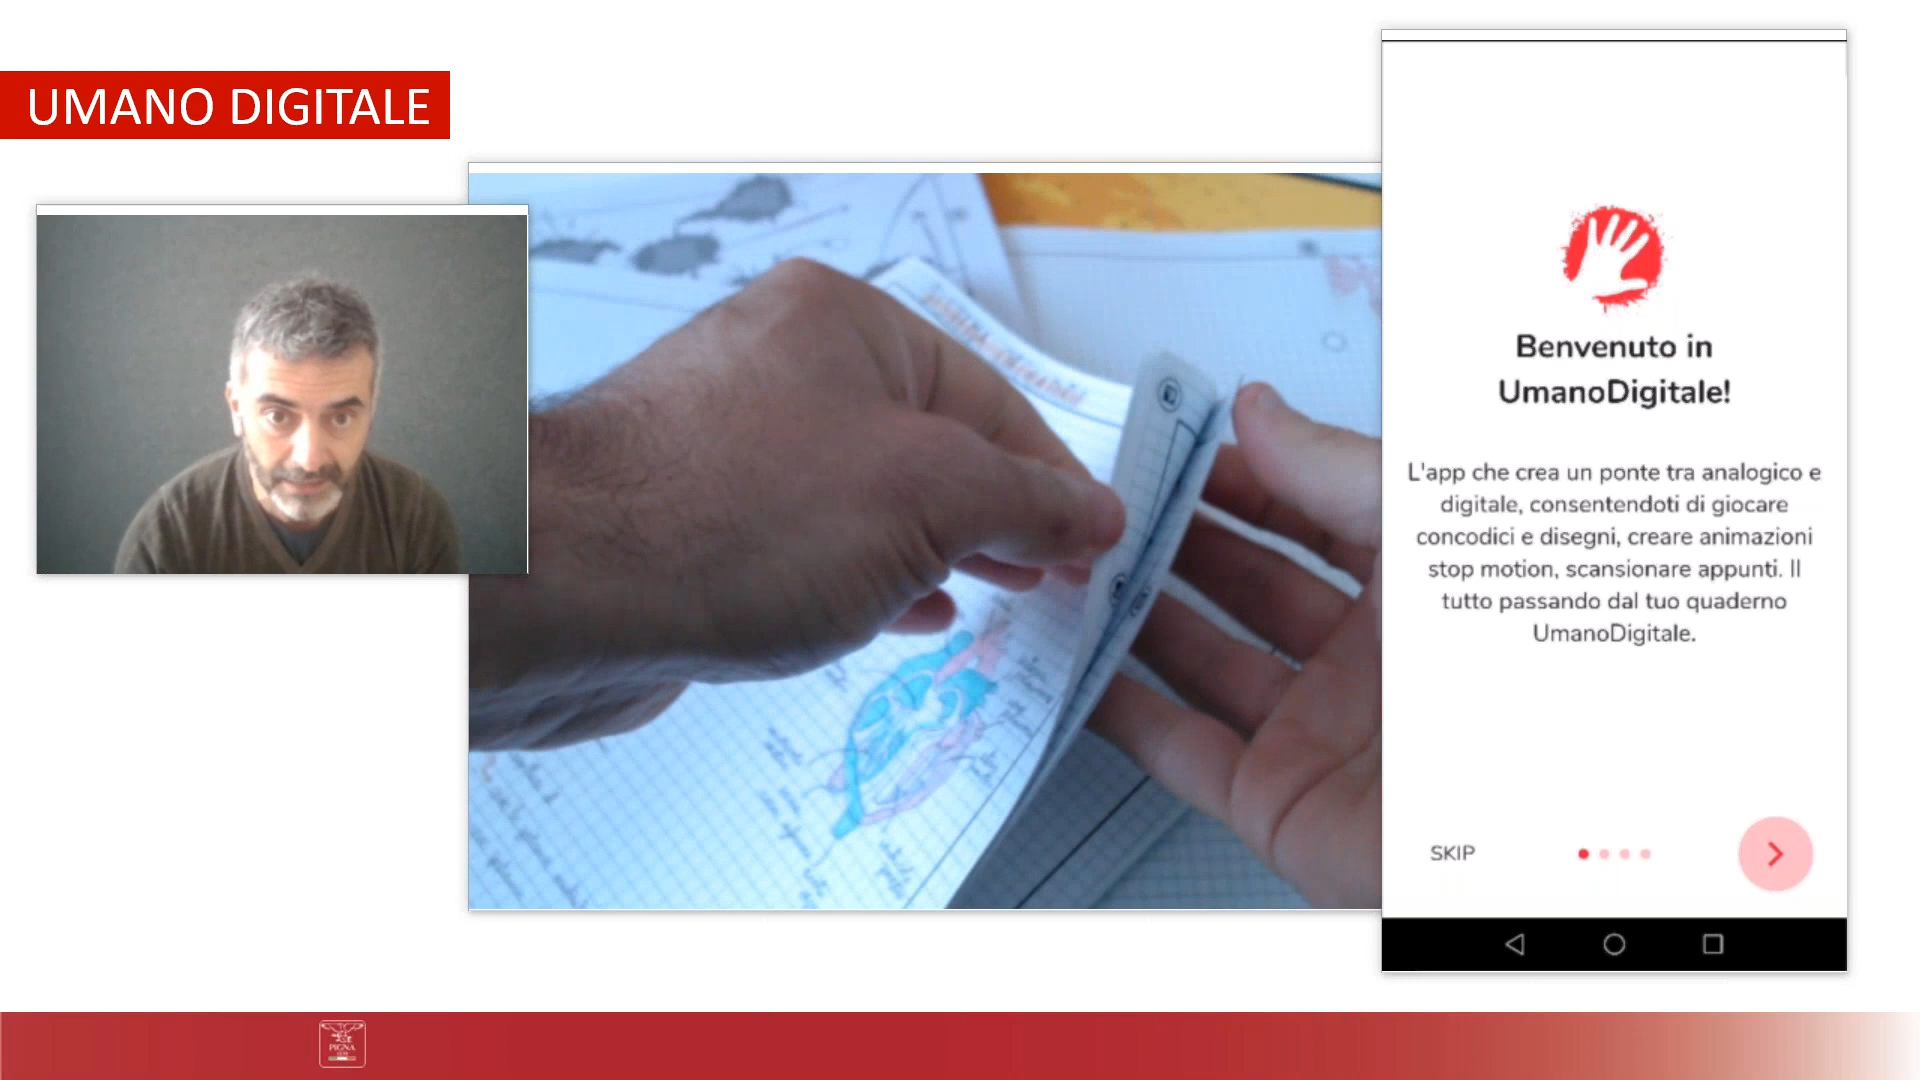 UMANO DIGITALE
Benvenuto in
UmanoDigitale!
L'app che crea un ponte tra analogico e
digitale, consentendoti di giocare
concodici e disegni, creare animazioni
stop motion, scansionare appunti. Il
tutto passando dal tuo quaderno
UmanoDigitale.
SKIP
PIGNA